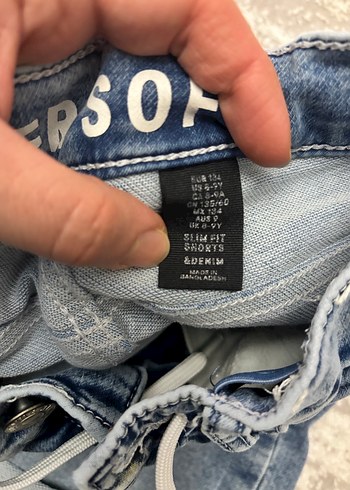 ERSOF
EUR 134
US 8-9Y
CA 8-9A
CN 135/60
MX 134
AUS 9
UK 8-9Y
SLIM FIT
SHORTS
&DENIM
MADE IN
BANGLADESH